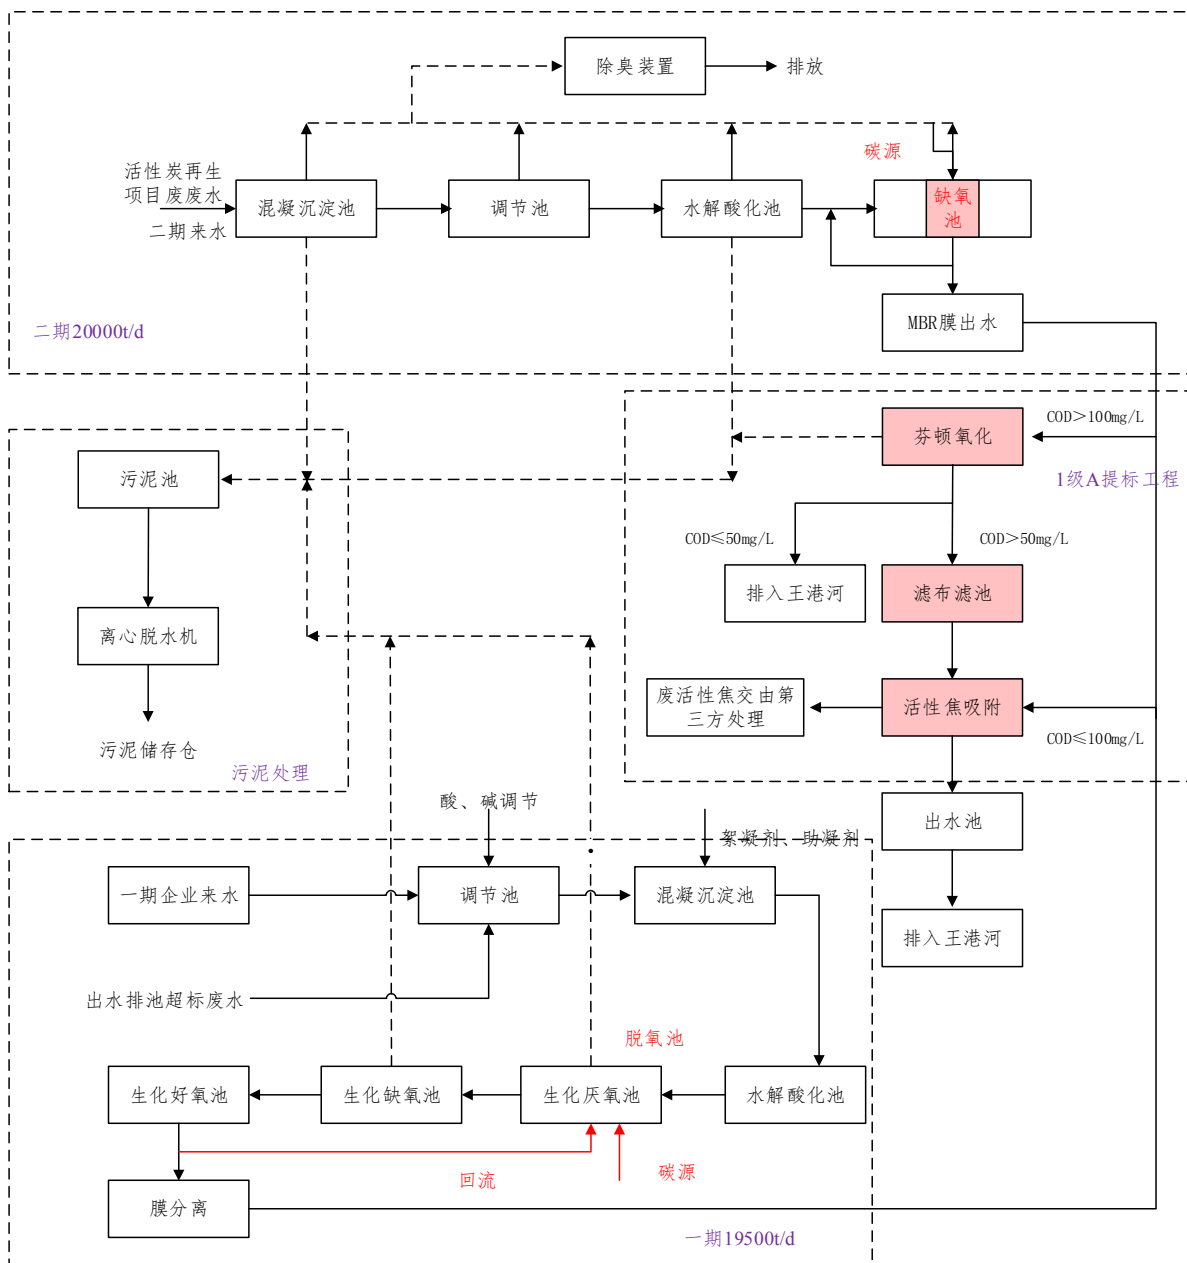 除臭装置
排放
碳源
活性炭再生
项目废废水
二期来水
混凝沉淀池
调节池
水解酸化池
缺氧
池
MBR膜出水
二期20000t/d
芬顿氧化
COD>100mg/L
1级A提标工程
污泥池
COD≤50mg/L
COD>50mg/L
排入王港河
滤布滤池
离心脱水机
废活性焦交由第
三方处理
活性焦吸附
COD≤100mg/L
污泥储存仓
污泥处理
酸、碱调节
絮凝剂、助凝剂
出水池
一期企业来水
调节池
混凝沉淀池
排入王港河
出水排池超标废水
脱氧池
生化好氧池
生化缺氧池
生化厌氧池
水解酸化池
回流
碳源
膜分离
一期19500t/d